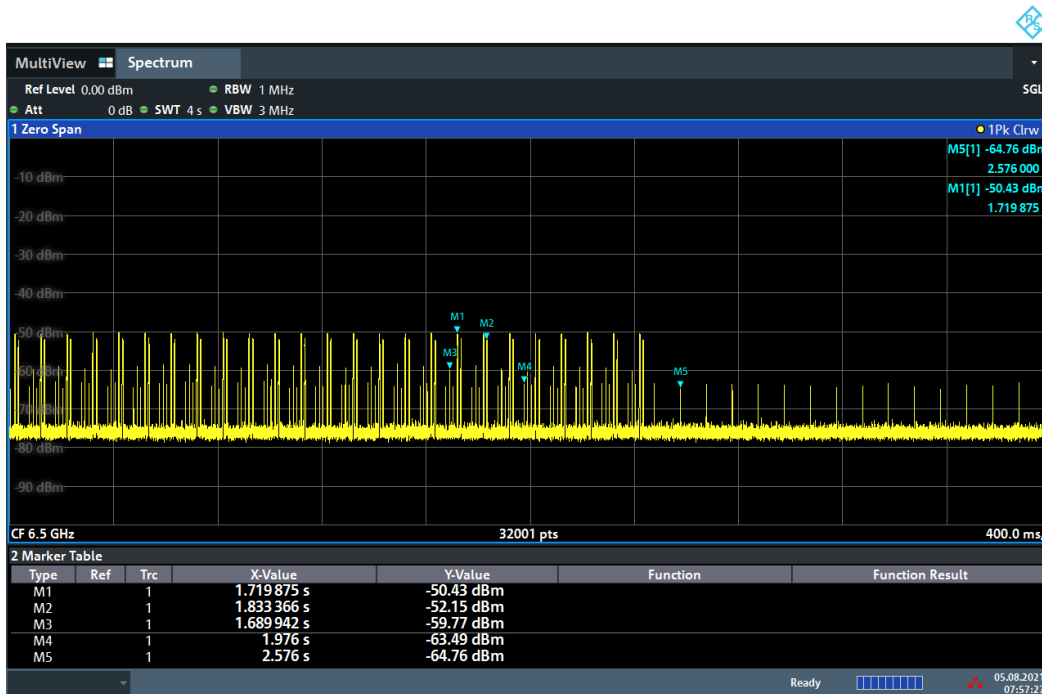 R S
MultiView Spectrum
Ref Level 0.00 dBm RBW 1 MHz SGL
Att 0 dB SWT 4 s VBW 3 MHz
1 Zero Span 1Pk Clrw
M5[1] -64.76 dBm
2.576 000
M1[1] -50.43 dBm
1.719 875
-10 dBm
-20 dBm
-30 dBm
-40 dBm
M1
M2
-50 dBm
M3
M4
-60 dBm
M5
-70 dBm
-80 dBm
-90 dBm
CF 6.5 GHz 32001 pts 400.0 ms/
2 Marker Table
Type Ref Trc X-Value Y-Value Function Function Result
M1 1 1.719 875 s -50.43 dBm
M2 1 1.833 366 s -52.15 dBm
M3 1 1.689 942 s -59.77 dBm
M4 1 1.976 s -63.49 dBm
M5 1 2.576 s -64.76 dBm
Ready 05.08.2021
07:57:27